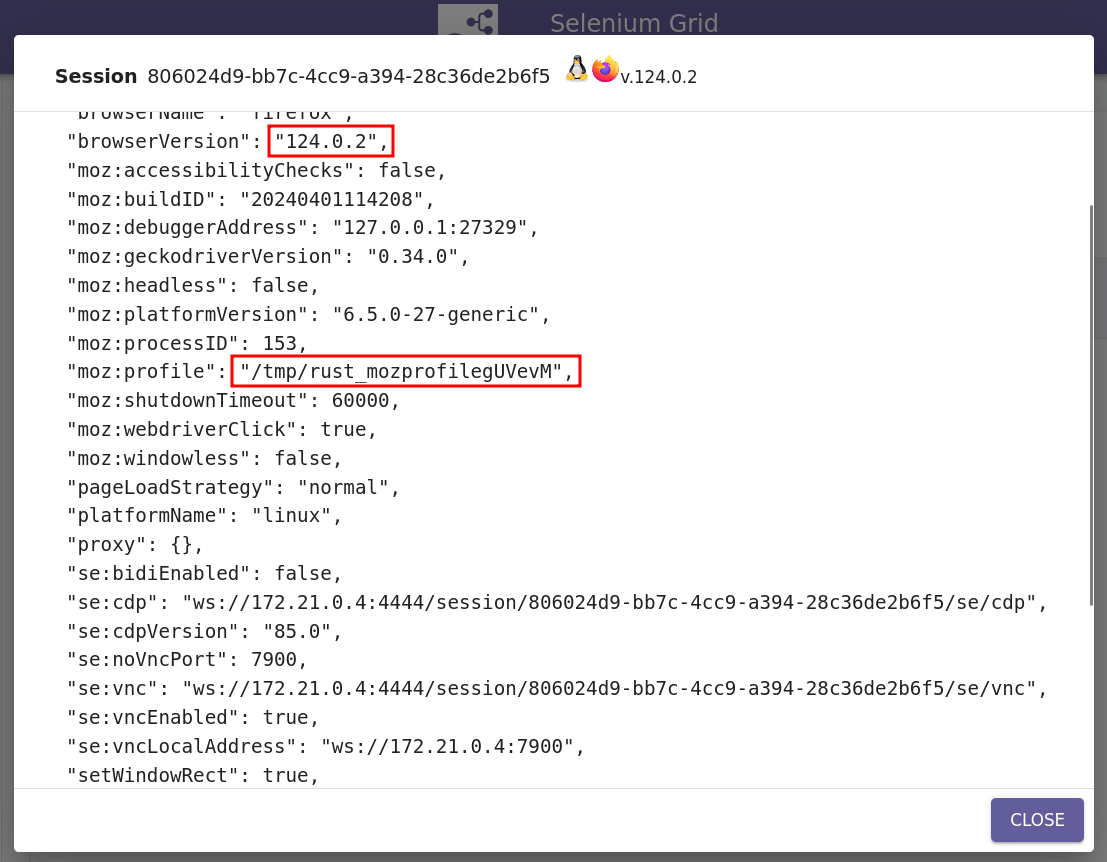 Selenium Grid
Session 806024d9-bb7c-4cc9-a394-28c36de2b6f5 v.124.0.2
"browserName": "firefox",
"browserVersion": "124.0.2",
"moz:accessibilityChecks": false,
"moz:buildID": "20240401114208",
"moz:debuggerAddress": "127.0.0.1:27329",
"moz:geckodriverVersion": "0.34.0",
"moz:headless": false,
"moz:platformVersion": "6.5.0-27-generic",
"moz:processID": 153,
"moz:profile": "/tmp/rust_mozprofilegUVevM",
"moz:shutdownTimeout": 60000,
"moz:webdriverClick": true,
"moz:windowless": false,
"pageLoadStrategy": "normal",
"platformName": "linux",
"proxy": {},
"se:bidiEnabled": false,
"se:cdp": "ws://172.21.0.4:4444/session/806024d9-bb7c-4cc9-a394-28c36de2b6f5/se/cdp",
"se:cdpVersion": "85.0",
"se:noVncPort": 7900,
"se:vnc": "ws://172.21.0.4:4444/session/806024d9-bb7c-4cc9-a394-28c36de2b6f5/se/vnc",
"se:vncEnabled": true,
"se:vncLocalAddress": "ws://172.21.0.4:7900",
"setWindowRect": true,
CLOSE